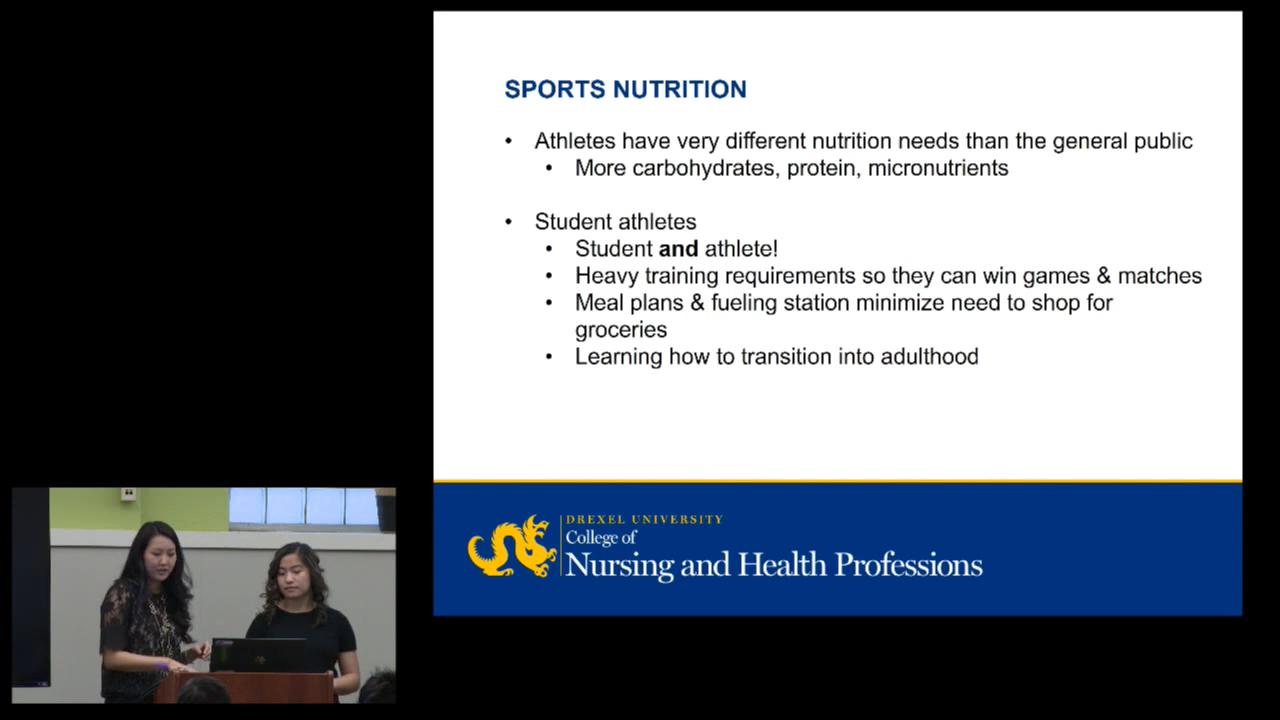 SPORTS NUTRITION
• Athletes have very different nutrition needs than the general public
• More carbohydrates, protein, micronutrients
• Student athletes
• Student and athlete!
• Heavy training requirements so they can win games & matches
• Meal plans & fueling station minimize need to shop for
groceries
• Learning how to transition into adulthood
DREXEL UNIVERSITY
College of
Nursing and Health Professions